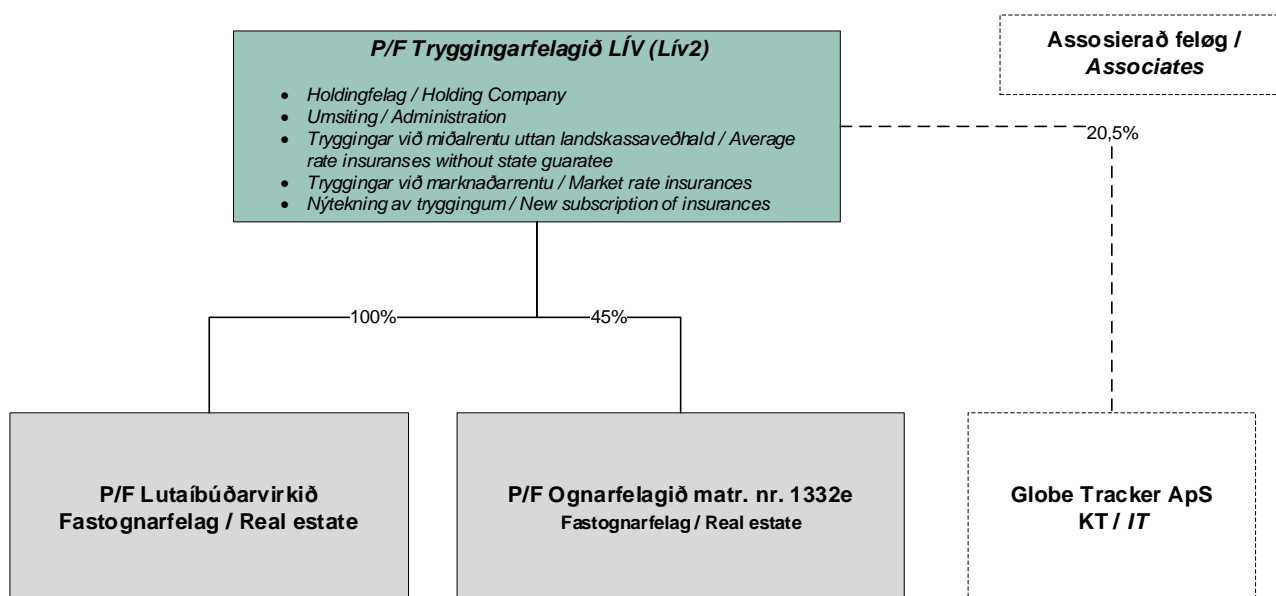 P/F Tryggingarfelagið LÍV (Lív2)
• Holdingfelag / Holding Company
• Umsiting / Administration
• Tryggingar við miðalrentu uttan landskassaveðhald / Average
rate insuranses without state guaratee
• Tryggingar við marknaðarrentu / Market rate insurances
• Nýtekning av tryggingum / New subscription of insurances
Assosierað feløg /
Associates
20,5%
100%
45%
P/F Lutaíbúðarvirkið
Fastognarfelag / Real estate
P/F Ognarfelagið matr. nr. 1332e
Fastognarfelag / Real estate
Globe Tracker ApS
KT / IT